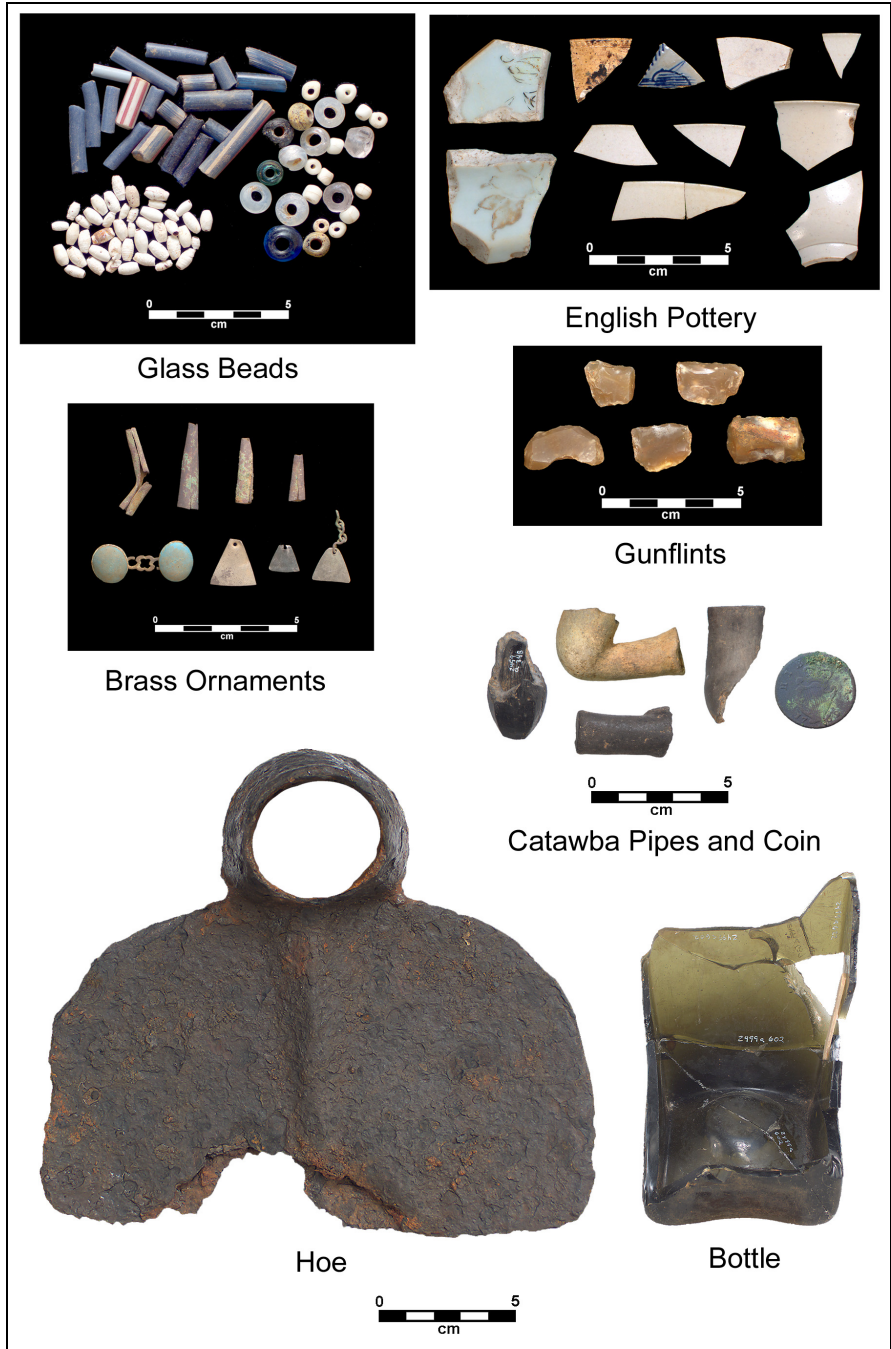 0 5
cm
Glass Beads
0 5
cm
English Pottery
0 5
cm
Brass Ornaments
0 5
cm
Gunflints
0 5
cm
Catawba Pipes and Coin
Hoe
2499a602
Bottle
0 5
cm